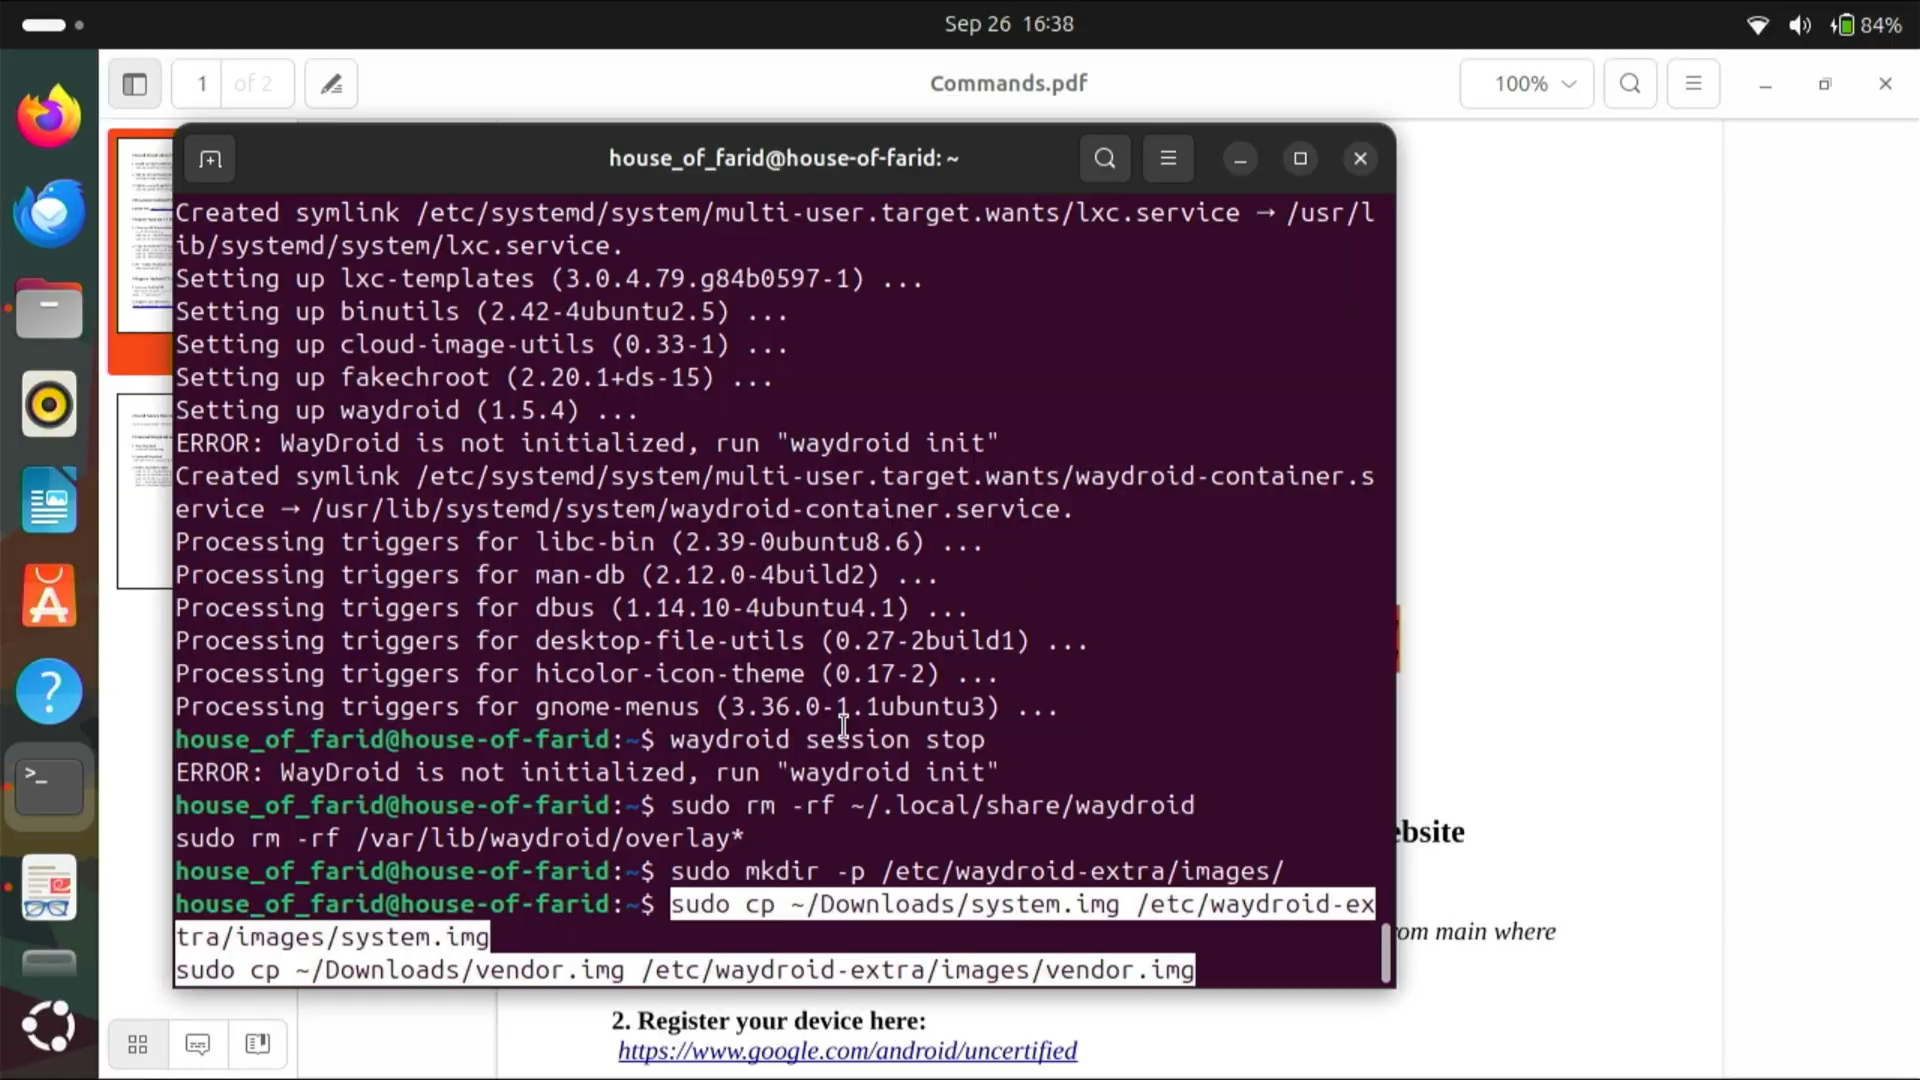 Sep 26 16:38
84%
1 of 2
Commands.pdf
100%
house_of_farid@house-of-farid: ~
Created symlink /etc/systemd/system/multi-user.target.wants/lxc.service → /usr/l
ib/systemd/system/lxc.service.
Setting up lxc-templates (3.0.4.79.g84b0597-1) ...
Setting up binutils (2.42-4ubuntu2.5) ...
Setting up cloud-image-utils (0.33-1) ...
Setting up fakechroot (2.20.1+ds-15) ...
Setting up waydroid (1.5.4) ...
ERROR: WayDroid is not initialized, run "waydroid init"
Created symlink /etc/systemd/system/multi-user.target.wants/waydroid-container.s
ervice → /usr/lib/systemd/system/waydroid-container.service.
Processing triggers for libc-bin (2.39-0ubuntu8.6) ...
Processing triggers for man-db (2.12.0-4build2) ...
Processing triggers for dbus (1.14.10-4ubuntu4.1) ...
Processing triggers for desktop-file-utils (0.27-2build1) ...
Processing triggers for hicolor-icon-theme (0.17-2) ...
Processing triggers for gnome-menus (3.36.0-1.1ubuntu3) ...
house_of_farid@house-of-farid:~$ waydroid session stop
ERROR: WayDroid is not initialized, run "waydroid init"
house_of_farid@house-of-farid:~$ sudo rm -rf ~/.local/share/waydroid
sudo rm -rf /var/lib/waydroid/overlay*
house_of_farid@house-of-farid:~$ sudo mkdir -p /etc/waydroid-extra/images/
house_of_farid@house-of-farid:~$ sudo cp ~/Downloads/system.img /etc/waydroid-ex
tra/images/system.img
sudo cp ~/Downloads/vendor.img /etc/waydroid-extra/images/vendor.img
ebsite
om main where
2. Register your device here:
https://www.google.com/android/uncertified